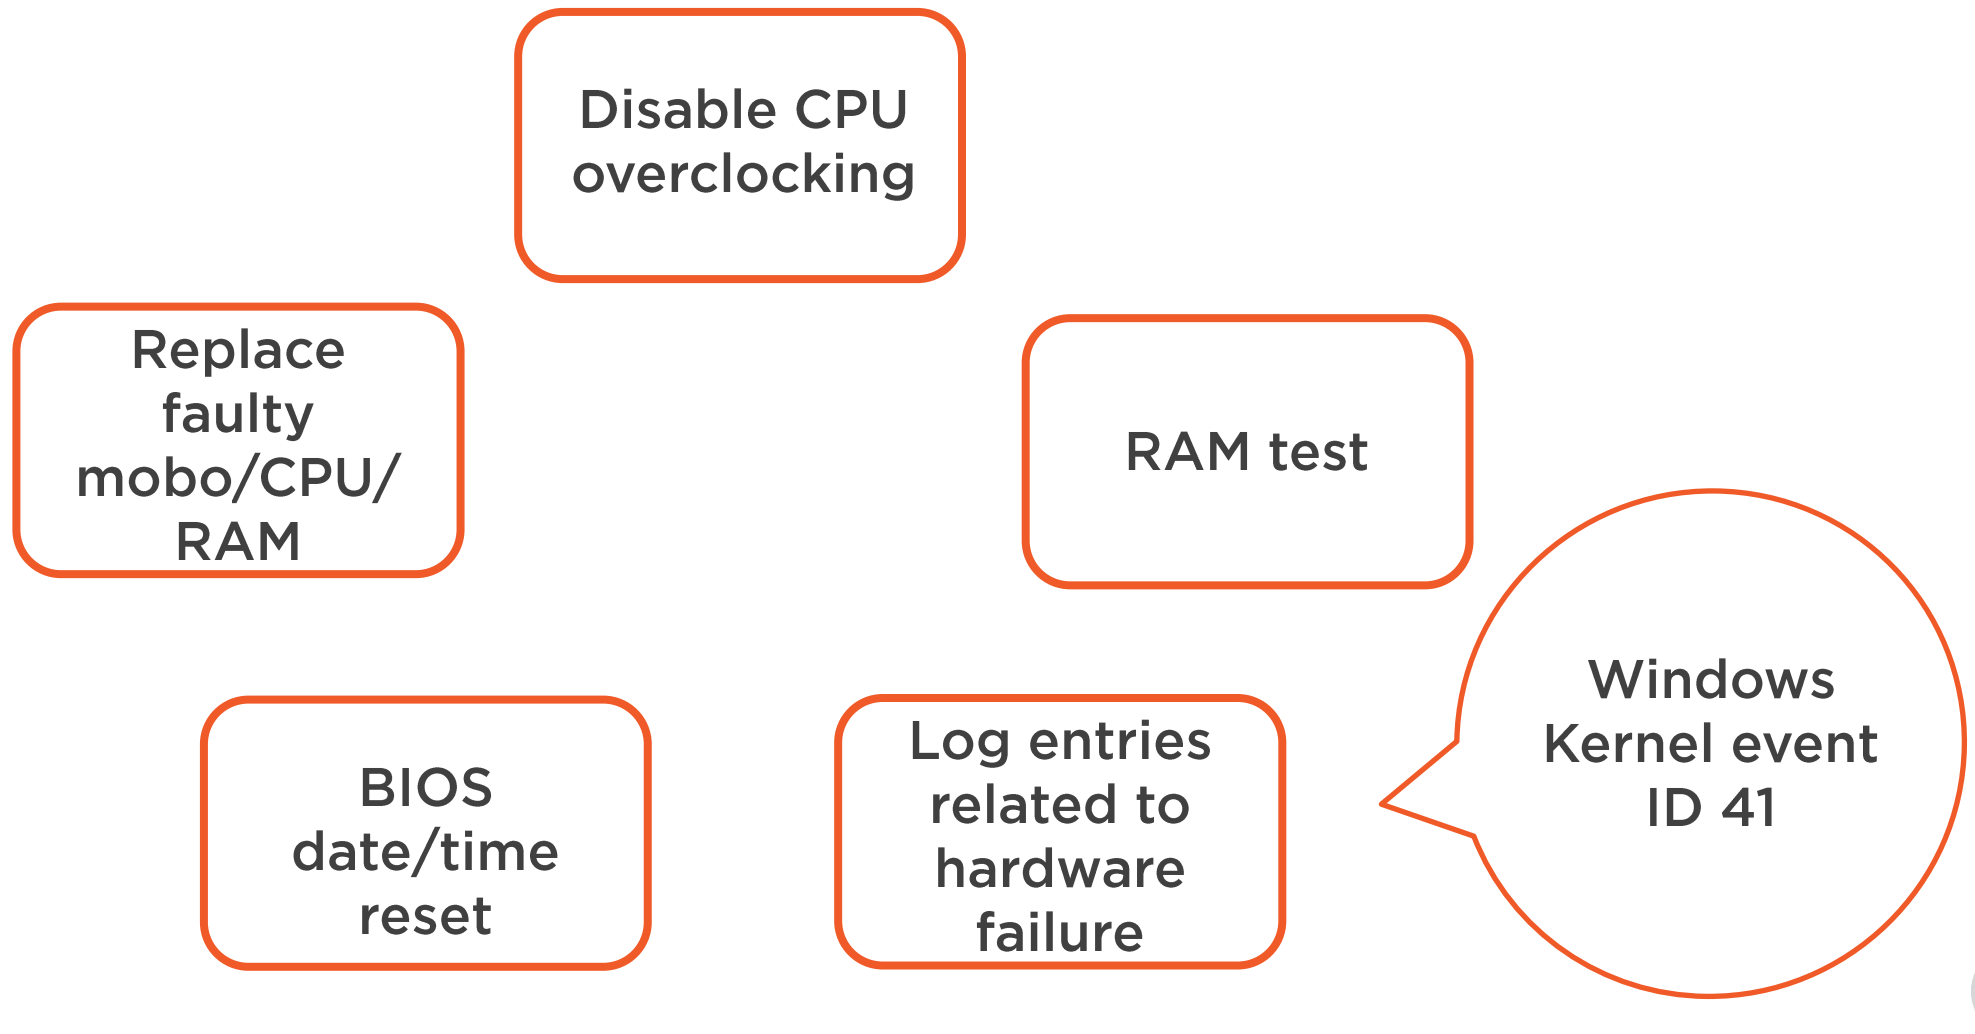 Disable CPU
overclocking
Replace
faulty
mobo/CPU/
RAM
RAM test
Windows
Kernel event
ID 41
Log entries
related to
hardware
failure
BIOS
date/time
reset